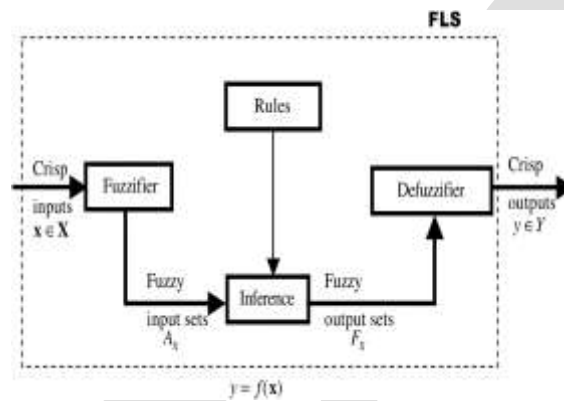 FLS
Rules
Crisp
inputs
x ∈ X
Fuzzifier
Defuzzifier
Crisp
outputs
y ∈ Y
Fuzzy
input sets
Aₓ
Inference
Fuzzy
output sets
Fₓ
y = f(x)